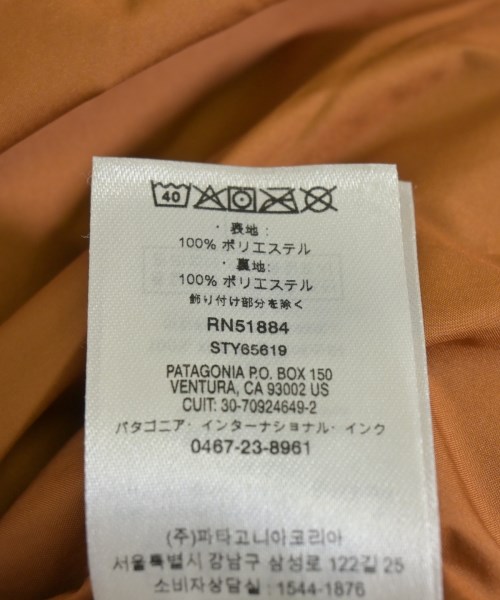 40
・表地:
100% ポリエステル
・裏地:
100% ポリエステル
飾り付け部分を除く
RN51884
STY65619
PATAGONIA P.O. BOX 150
VENTURA, CA 93002 US
CUIT: 30-70924649-2
パタゴニア・インターナショナル・インク
0467-23-8961
(주)파타고니아코리아
서울특별시 강남구 삼성로 122길 25
소비자상담실 : 1544-1876